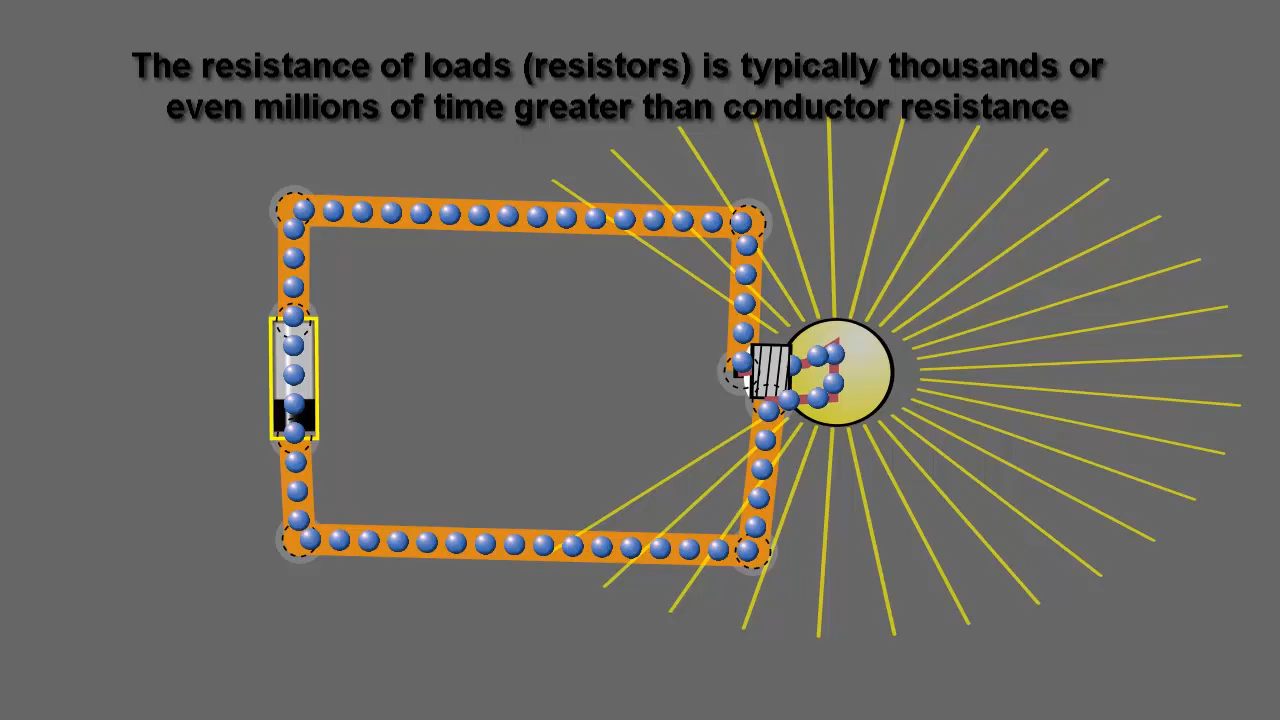 The resistance of loads (resistors) is typically thousands or
even millions of time greater than conductor resistance